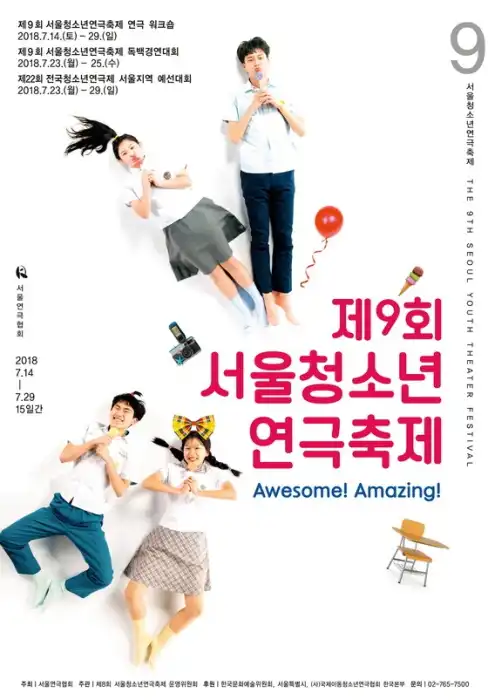 제9회 서울청소년연극축제 연극 워크숍
2018.7.14.(토) – 29.(일)
제9회 서울청소년연극축제 독백경연대회
2018.7.23.(월) – 25.(수)
제22회 전국청소년연극제 서울지역 예선대회
2018.7.23.(월) – 29.(일)
9
서울청소년연극축제 THE 9TH SEOUL YOUTH THEATER FESTIVAL
서울연극협회
2018
7.14
|
7.29
15일간
제9회
서울청소년
연극축제
Awesome! Amazing!
주최 | 서울연극협회 주관 | 제8회 서울청소년연극축제 운영위원회 후원 | 한국문화예술위원회, 서울특별시, (사)국제아동청소년연극협회 한국본부 문의 | 02-765-7500